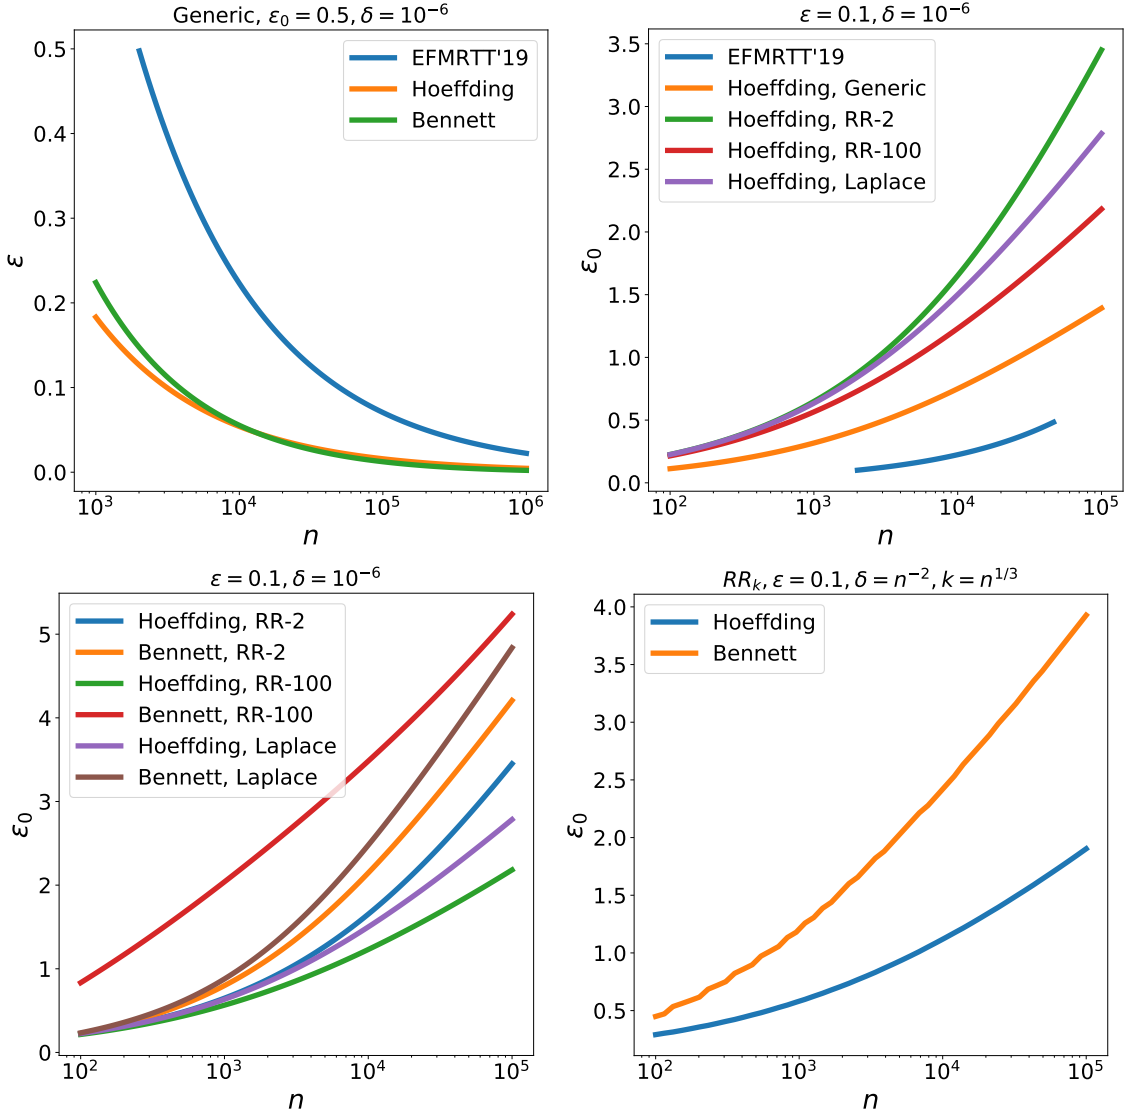 Generic, ε₀ = 0.5, δ = 10⁻⁶
0.5
0.4
0.3
0.2
0.1
0.0
ε
EFMRTT'19
Hoeffding
Bennett
10³
10⁴
10⁵
10⁶
n
ε = 0.1, δ = 10⁻⁶
3.5
3.0
2.5
2.0
1.5
1.0
0.5
0.0
ε₀
EFMRTT'19
Hoeffding, Generic
Hoeffding, RR-2
Hoeffding, RR-100
Hoeffding, Laplace
10²
10³
10⁴
10⁵
n
ε = 0.1, δ = 10⁻⁶
5
4
3
2
1
0
ε₀
Hoeffding, RR-2
Bennett, RR-2
Hoeffding, RR-100
Bennett, RR-100
Hoeffding, Laplace
Bennett, Laplace
10²
10³
10⁴
10⁵
n
RRₖ, ε = 0.1, δ = n⁻², k = n¹ᐟ³
4.0
3.5
3.0
2.5
2.0
1.5
1.0
0.5
ε₀
Hoeffding
Bennett
10²
10³
10⁴
10⁵
n